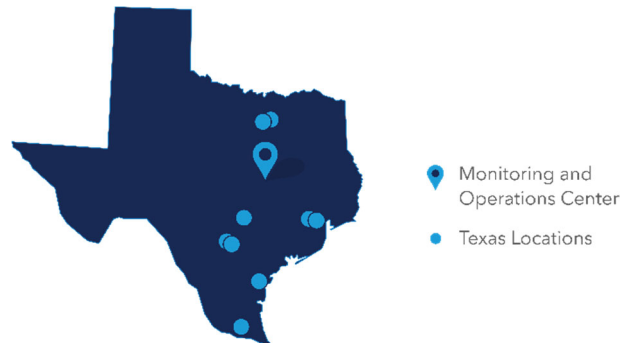 Monitoring and
Operations Center
Texas Locations